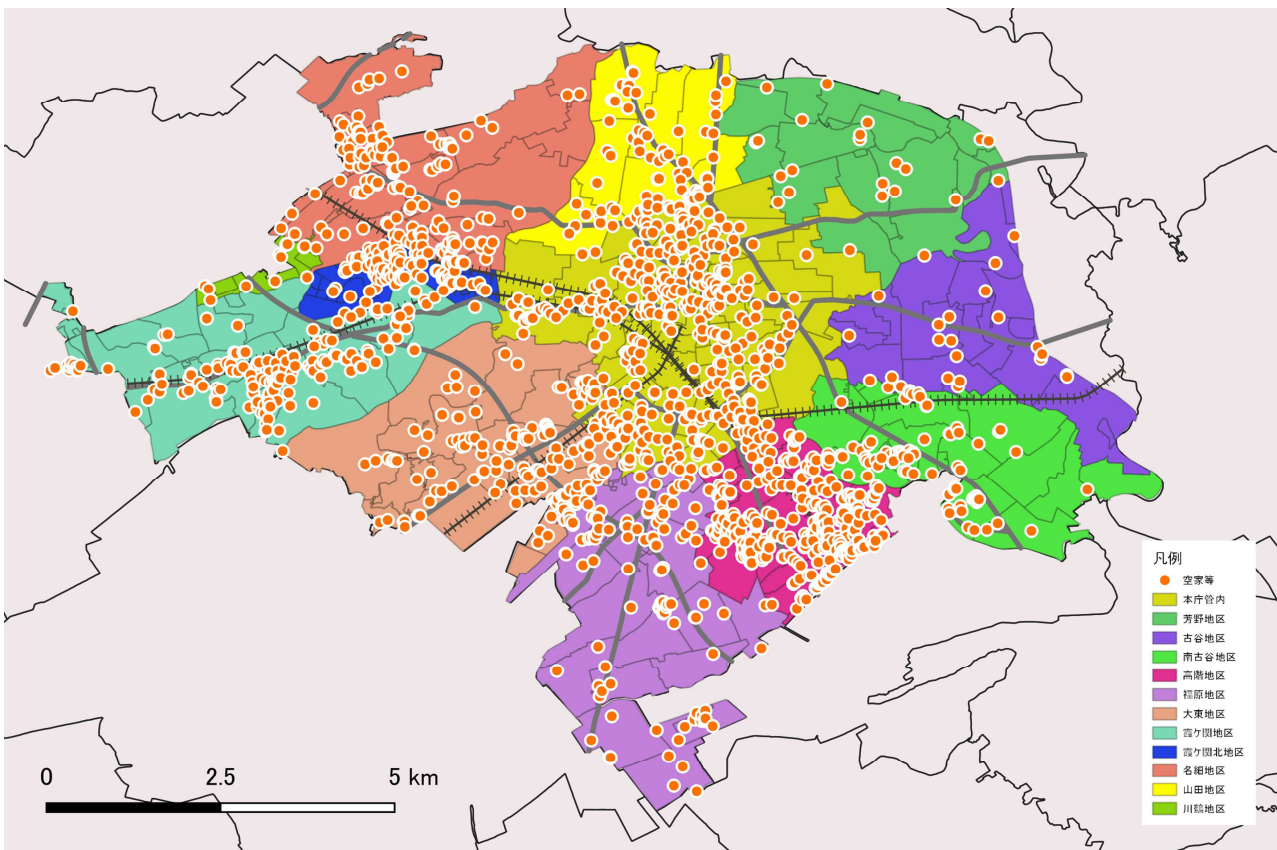 凡例
空家等
本庁管内
芳野地区
古谷地区
南古谷地区
高階地区
福原地区
大東地区
霞ケ関地区
霞ケ関北地区
名細地区
山田地区
川鶴地区
0 2.5 5 km